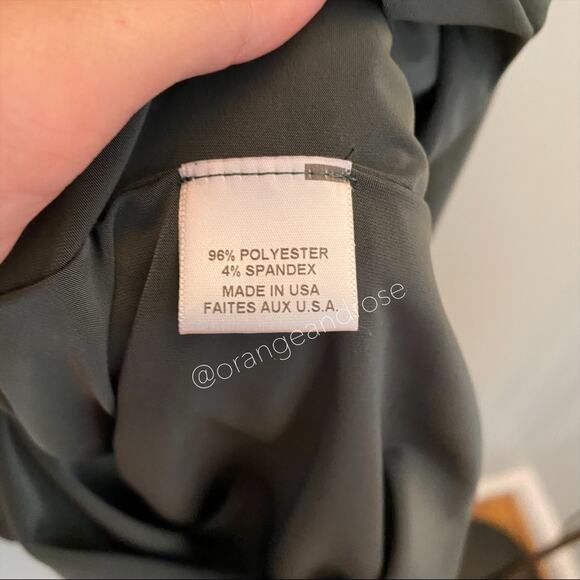 96% POLYESTER
4% SPANDEX
MADE IN USA
FAITES AUX U.S.A.
@orangeandrose